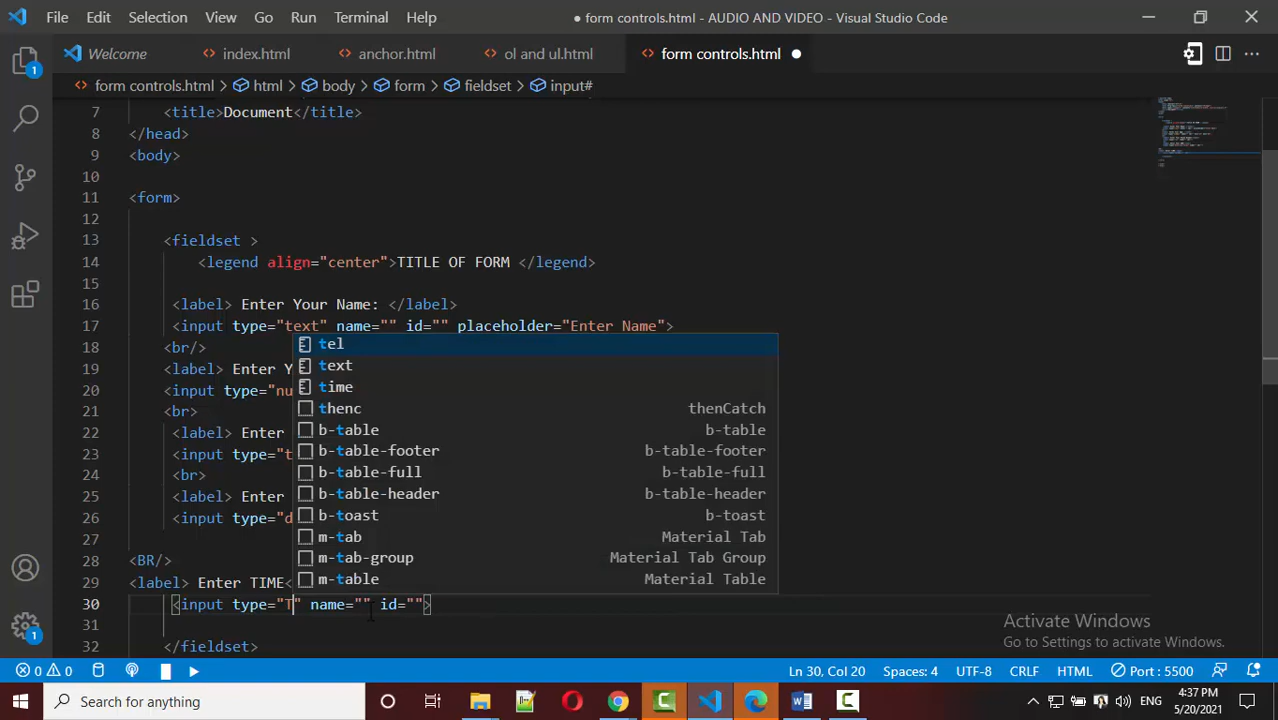 File Edit Selection View Go Run Terminal Help
● form controls.html - AUDIO AND VIDEO - Visual Studio Code
Welcome index.html anchor.html ol and ul.html form controls.html
form controls.html > html > body > form > fieldset > input#
7 <title>Document</title>
8 </head>
9 <body>
10
11 <form>
12
13 <fieldset >
14 <legend align="center">TITLE OF FORM </legend>
15
16 <label> Enter Your Name: </label>
17 <input type="text" name="" id="" placeholder="Enter Name">
18 <br/>
19 <label> Enter Y
20 <input type="nu
21 <br>
22 <label> Enter
23 <input type="t
24 <br>
25 <label> Enter
26 <input type="d
27
28 <BR/>
29 <label> Enter TIME<
30 <input type="T" name="" id="">
31
32 </fieldset>
tel
text
time
thenc thenCatch
b-table b-table
b-table-footer b-table-footer
b-table-full b-table-full
b-table-header b-table-header
b-toast b-toast
m-tab Material Tab
m-tab-group Material Tab Group
m-table Material Table
1
1
Activate Windows
Go to Settings to activate Windows.
0 0 Ln 30, Col 20 Spaces: 4 UTF-8 CRLF HTML Port : 5500
Search for anything
ENG
4:37 PM
5/20/2021